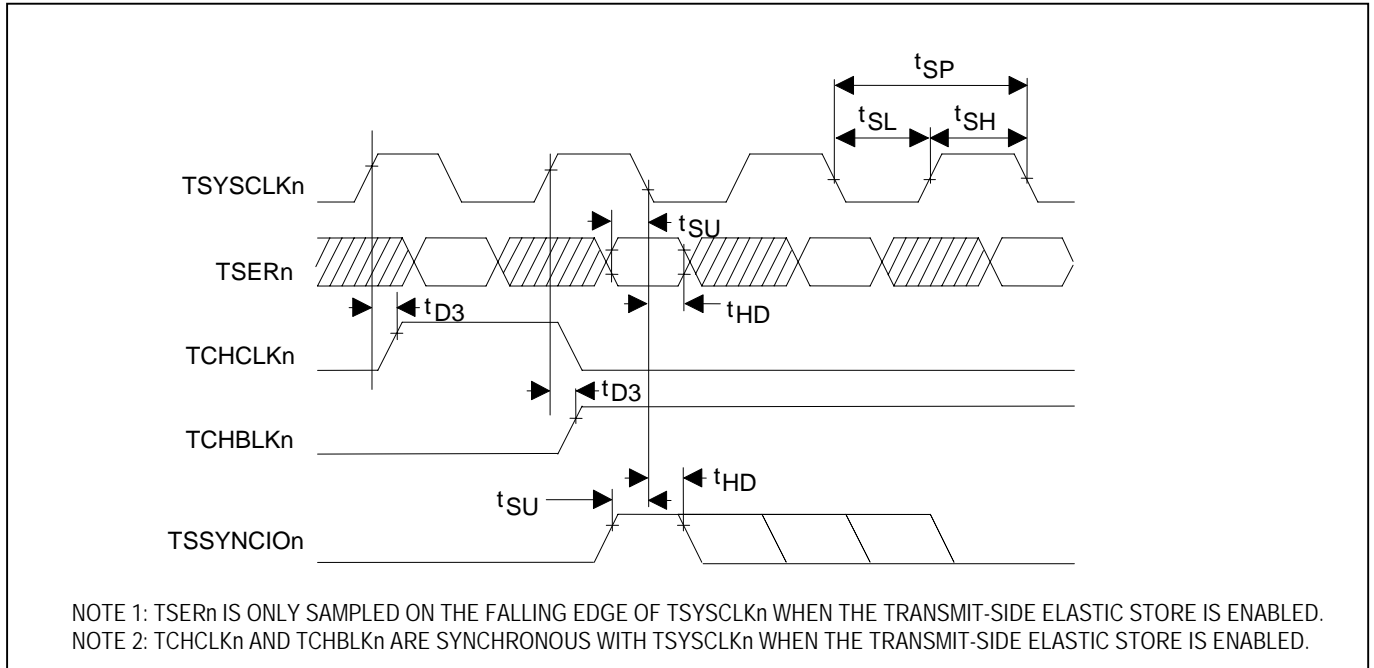 tSP
tSL tSH
TSYSCLKn
tSU
TSERn
tD3 tHD
TCHCLKn
tD3
TCHBLKn
tHD
tSU
TSSYNCIOn
NOTE 1: TSERn IS ONLY SAMPLED ON THE FALLING EDGE OF TSYSCLKn WHEN THE TRANSMIT-SIDE ELASTIC STORE IS ENABLED.
NOTE 2: TCHCLKn AND TCHBLKn ARE SYNCHRONOUS WITH TSYSCLKn WHEN THE TRANSMIT-SIDE ELASTIC STORE IS ENABLED.